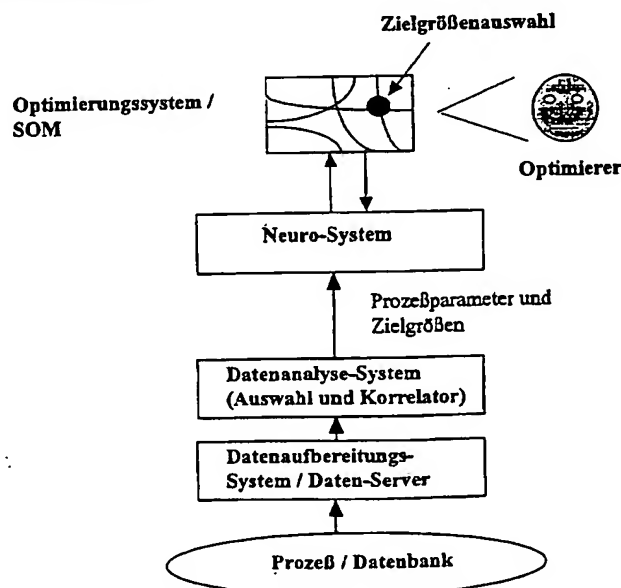 Zielgrößenauswahl
Optimierungssystem /
SOM
Optimierer
Neuro-System
Prozeßparameter und
Zielgrößen
Datenanalyse-System
(Auswahl und Korrelator)
Datenaufbereitungs-
System / Daten-Server
Prozeß / Datenbank